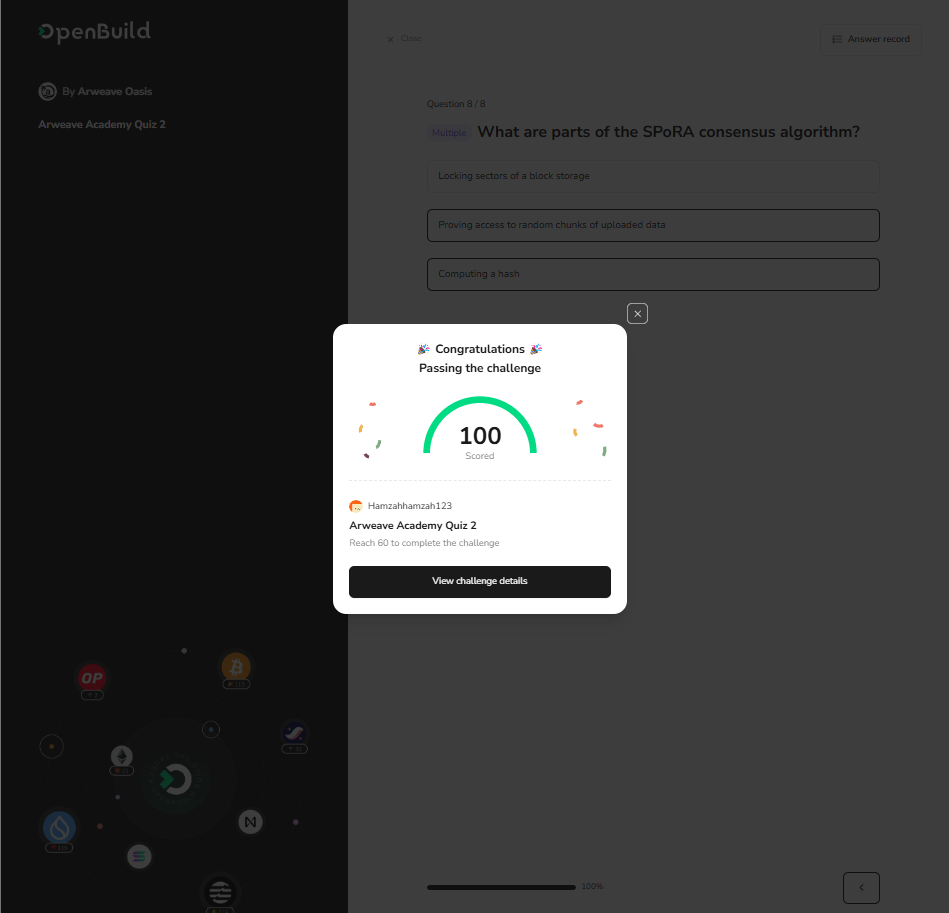 OpenBuild
By Arweave Oasis
Arweave Academy Quiz 2
Close
Answer record
Question 8 / 8
Multiple What are parts of the SPoRA consensus algorithm?
Locking sectors of a block storage
Proving access to random chunks of uploaded data
Computing a hash
Congratulations
Passing the challenge
100
Scored
Hamzahhamzah123
Arweave Academy Quiz 2
Reach 60 to complete the challenge
View challenge details
OP
100%